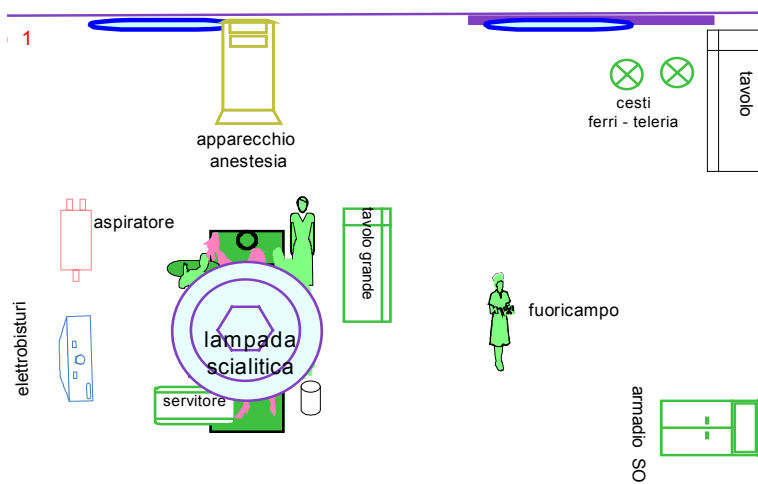 1
apparecchio
anestesia
cesti
ferri - teleria
tavolo
aspiratore
tavolo grande
elettrobisturi
lampada
scialitica
fuoricampo
servitore
armadio SO